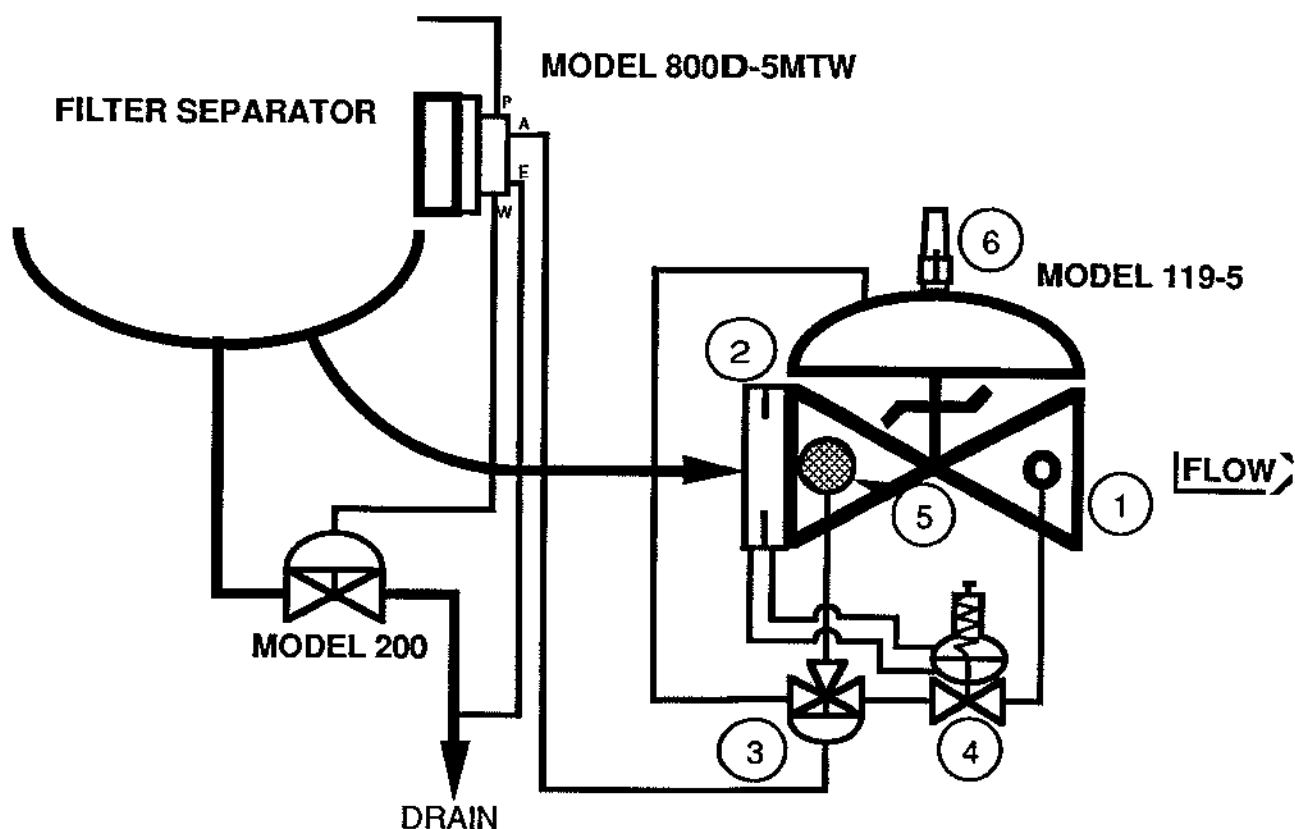 MODEL 800D-5MTW
FILTER SEPARATOR
P
A
E
W
6
MODEL 119-5
2
FLOW
1
5
MODEL 200
3
4
DRAIN